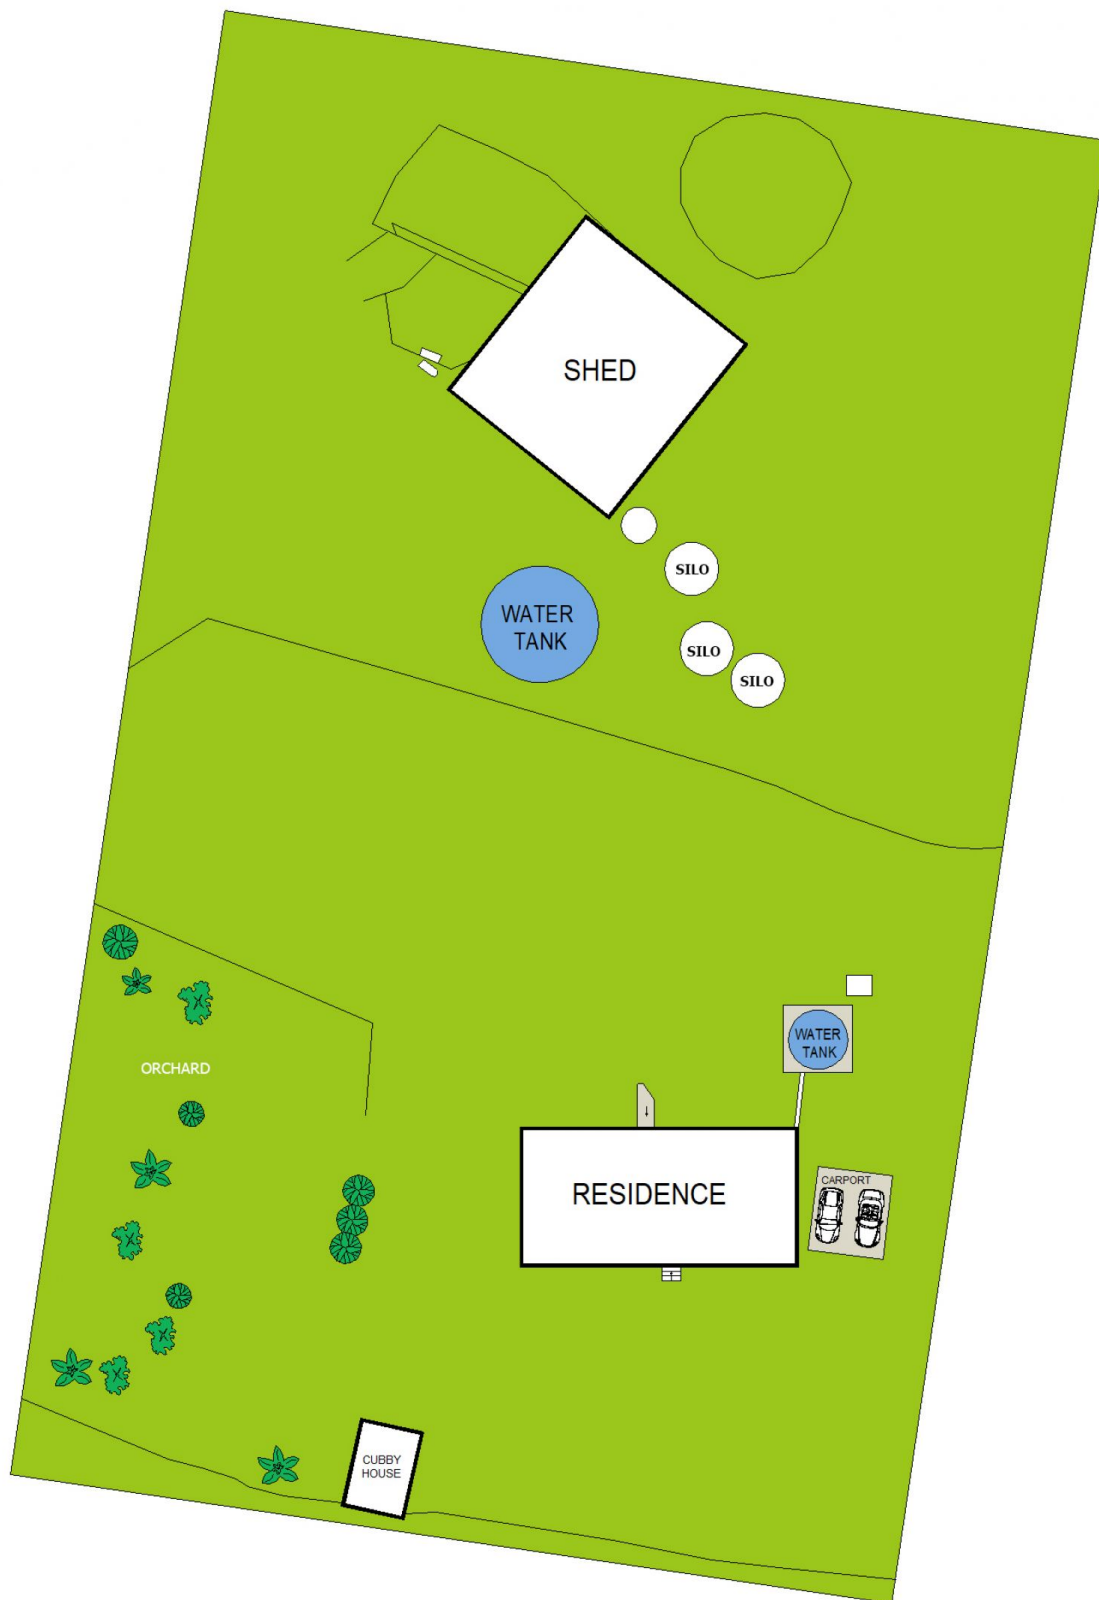 SHED
SILO
WATER
TANK
SILO
SILO
WATER
TANK
ORCHARD
CARPORT
RESIDENCE
CUBBY
HOUSE